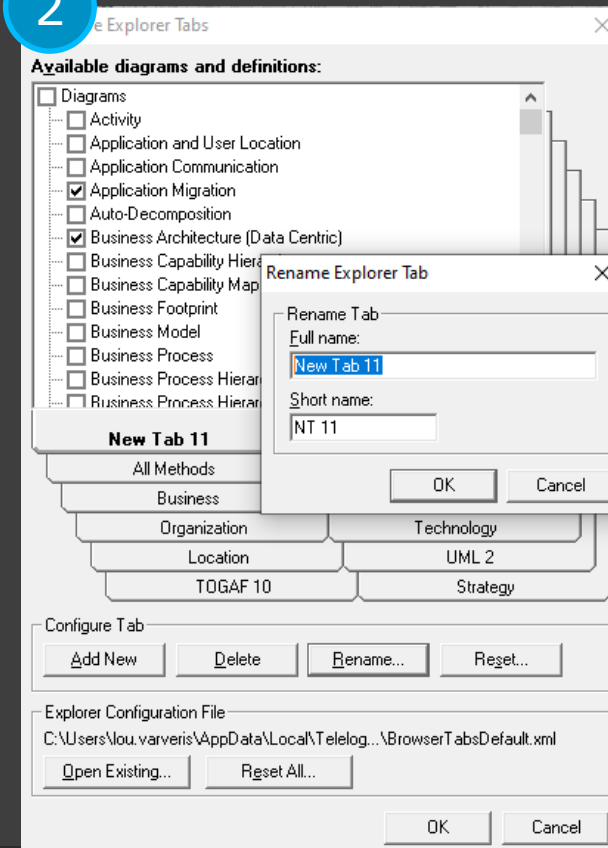 2
e Explorer Tabs
Available diagrams and definitions:
Diagrams
Activity
Application and User Location
Application Communication
Application Migration
Auto-Decomposition
Business Architecture (Data Centric)
Business Capability Hiera
Business Capability Map
Business Footprint
Business Model
Business Process
Business Process Hierar
Business Process Hierar
Rename Explorer Tab
Rename Tab
Full name:
New Tab 11
Short name:
NT 11
OK Cancel
New Tab 11
All Methods
Business
Organization Technology
Location UML 2
TOGAF 10 Strategy
Configure Tab
Add New Delete Rename... Reset...
Explorer Configuration File
C:\Users\lou.varveris\AppData\Local\Telelog...\BrowserTabsDefault.xml
Open Existing... Reset All...
OK Cancel